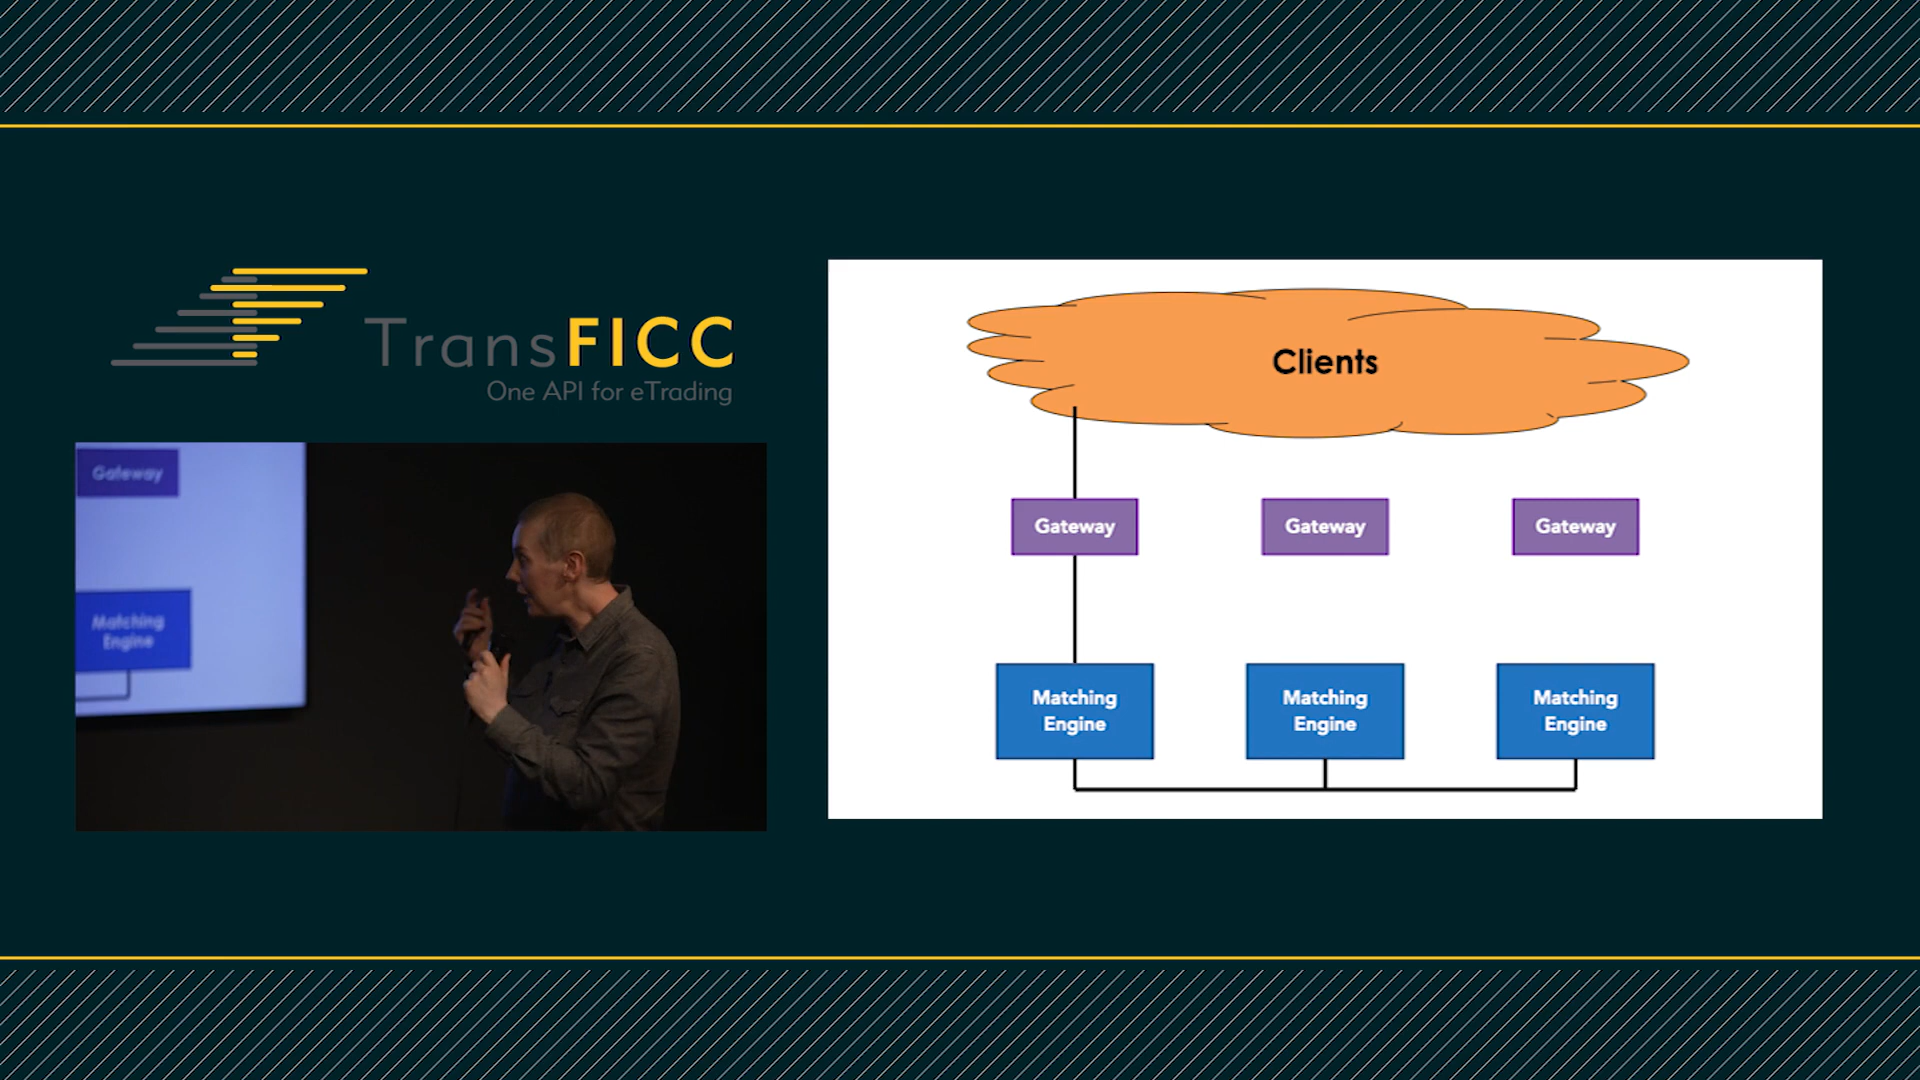 TransFICC
One API for eTrading
Gateway
Matching
Engine
Clients
Gateway
Gateway
Gateway
Matching
Engine
Matching
Engine
Matching
Engine